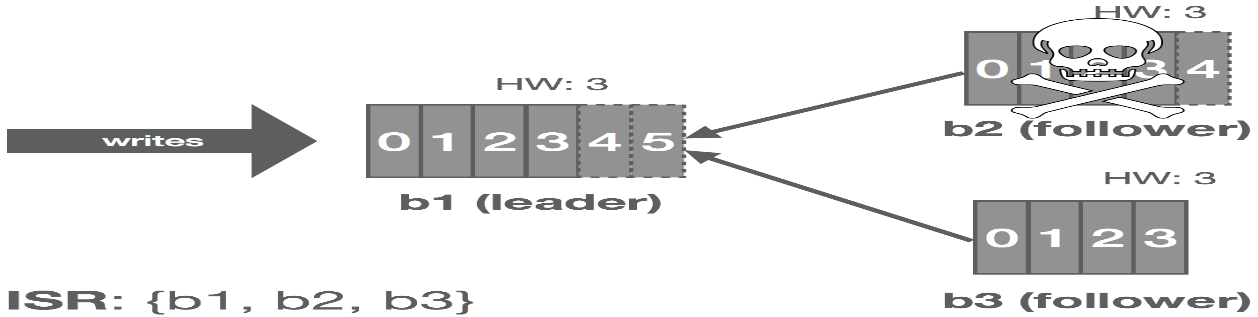 HW: 3
HW: 3
writes
0 1 2 3 4 5
b1 (leader)
0 1 3 4
b2 (follower)
HW: 3
0 1 2 3
b3 (follower)
ISR: {b1, b2, b3}